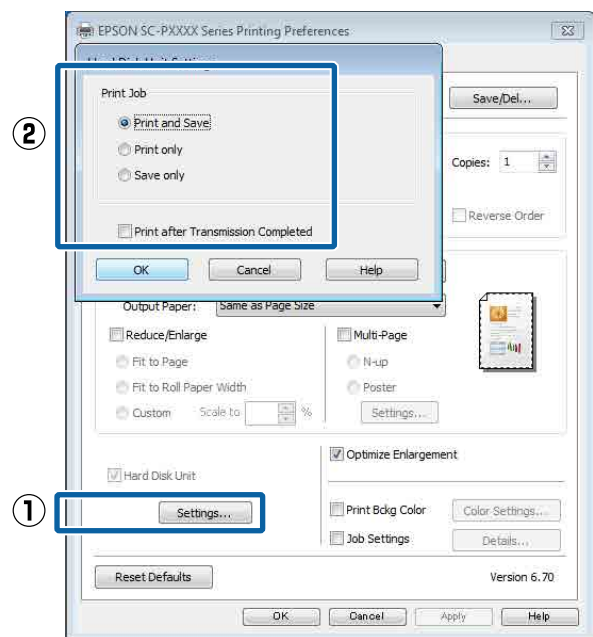 EPSON SC-PXXXX Series Printing Preferences
Print Job
Save/Del...
Print and Save
②
Print only
Copies: 1
Save only
Reverse Order
Print after Transmission Completed
OK Cancel Help
Output Paper: Same as Page Size
Reduce/Enlarge Multi-Page
Fit to Page N-up
Fit to Roll Paper Width Poster
Custom Scale to % Settings...
Optimize Enlargement
Hard Disk Unit
① Settings... Print Bckg Color Color Settings...
Job Settings Details...
Reset Defaults Version 6.70
OK Cancel Apply Help